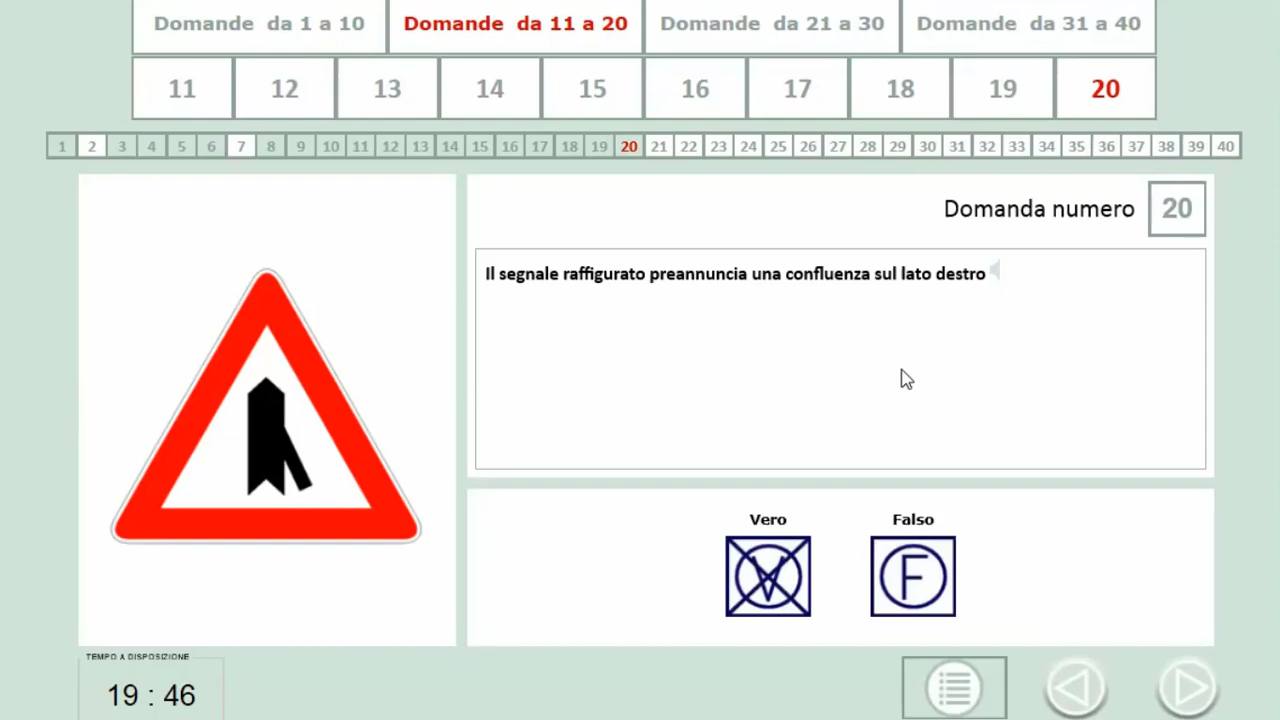 Domande da 1 a 10 Domande da 11 a 20 Domande da 21 a 30 Domande da 31 a 40
11 12 13 14 15 16 17 18 19 20
1 2 3 4 5 6 7 8 9 10 11 12 13 14 15 16 17 18 19 20 21 22 23 24 25 26 27 28 29 30 31 32 33 34 35 36 37 38 39 40
Domanda numero 20
Il segnale raffigurato preannuncia una confluenza sul lato destro
Vero Falso
V F
TEMPO A DISPOSIZIONE
19 : 46